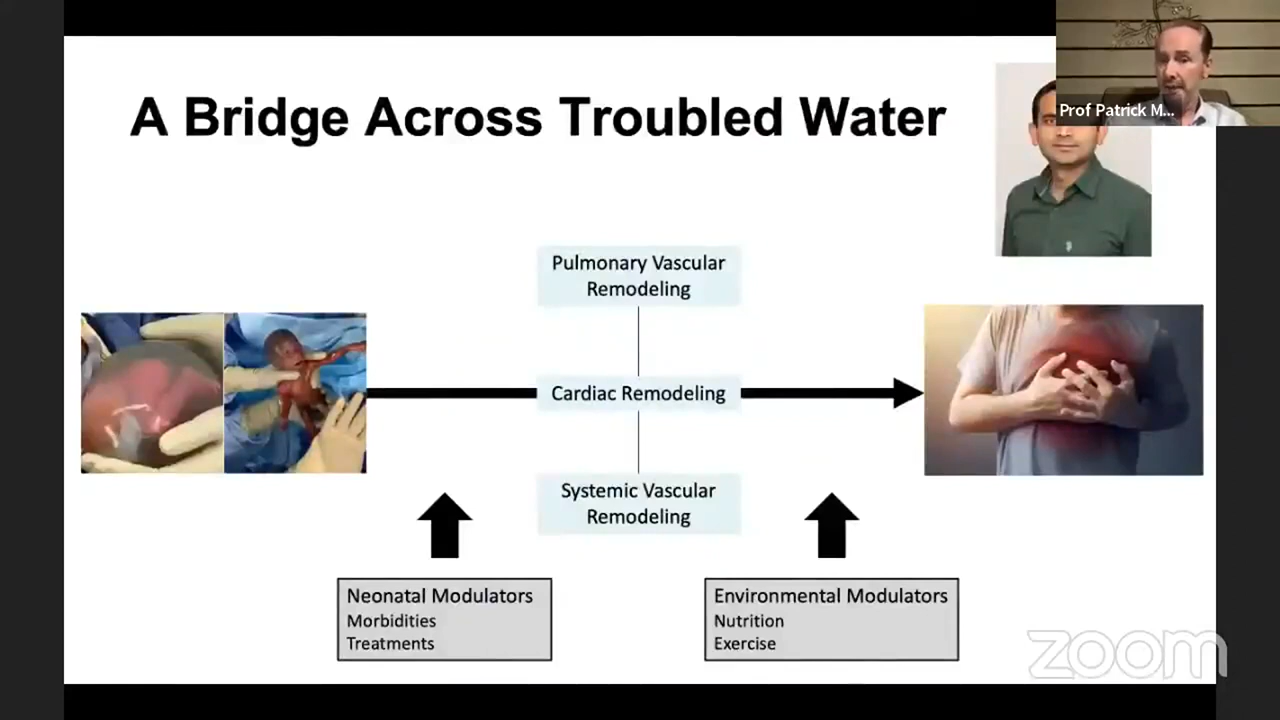 A Bridge Across Troubled Water
Prof Patrick M...
Pulmonary Vascular
Remodeling
Cardiac Remodeling
Systemic Vascular
Remodeling
Neonatal Modulators
Morbidities
Treatments
Environmental Modulators
Nutrition
Exercise
zoom